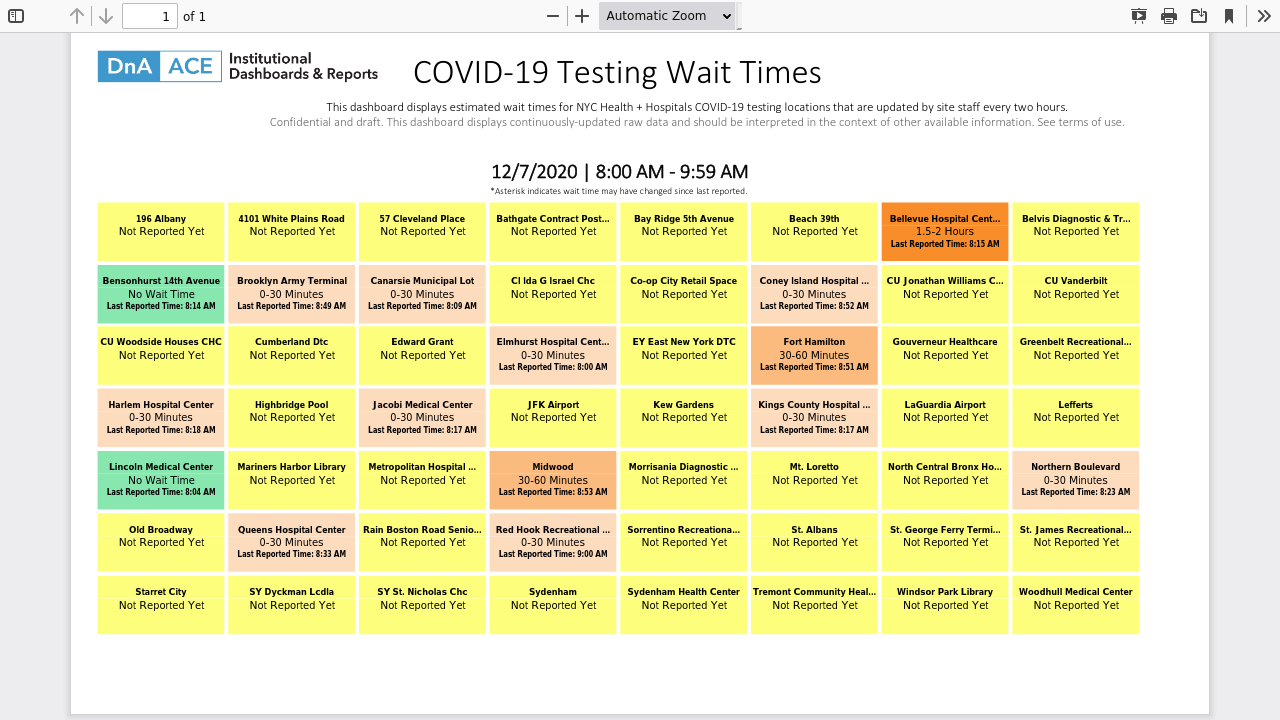 1 of 1 Automatic Zoom
DnA ACE Institutional
Dashboards & Reports
COVID-19 Testing Wait Times
This dashboard displays estimated wait times for NYC Health + Hospitals COVID-19 testing locations that are updated by site staff every two hours.
Confidential and draft. This dashboard displays continuously-updated raw data and should be interpreted in the context of other available information. See terms of use.
12/7/2020 | 8:00 AM - 9:59 AM
*Asterisk indicates wait time may have changed since last reported.
196 Albany 4101 White Plains Road 57 Cleveland Place Bathgate Contract Post... Bay Ridge 5th Avenue Beach 39th Bellevue Hospital Cent... Belvis Diagnostic & Tr...
Not Reported Yet Not Reported Yet Not Reported Yet Not Reported Yet Not Reported Yet Not Reported Yet 1.5-2 Hours Not Reported Yet
Last Reported Time: 8:15 AM
Bensonhurst 14th Avenue Brooklyn Army Terminal Canarsie Municipal Lot CI Ida G Israel Chc Co-op City Retail Space Coney Island Hospital ... CU Jonathan Williams C... CU Vanderbilt
No Wait Time 0-30 Minutes 0-30 Minutes Not Reported Yet Not Reported Yet 0-30 Minutes Not Reported Yet Not Reported Yet
Last Reported Time: 8:14 AM Last Reported Time: 8:49 AM Last Reported Time: 8:09 AM Last Reported Time: 8:52 AM
CU Woodside Houses CHC Cumberland Dtc Edward Grant Elmhurst Hospital Cent... EY East New York DTC Fort Hamilton Gouverneur Healthcare Greenbelt Recreational...
Not Reported Yet Not Reported Yet Not Reported Yet 0-30 Minutes Not Reported Yet 30-60 Minutes Not Reported Yet Not Reported Yet
Last Reported Time: 8:00 AM Last Reported Time: 8:51 AM
Harlem Hospital Center Highbridge Pool Jacobi Medical Center JFK Airport Kew Gardens Kings County Hospital ... LaGuardia Airport Lefferts
0-30 Minutes Not Reported Yet 0-30 Minutes Not Reported Yet Not Reported Yet 0-30 Minutes Not Reported Yet Not Reported Yet
Last Reported Time: 8:18 AM Last Reported Time: 8:17 AM Last Reported Time: 8:17 AM
Lincoln Medical Center Mariners Harbor Library Metropolitan Hospital ... Midwood Morrisania Diagnostic ... Mt. Loretto North Central Bronx Ho... Northern Boulevard
No Wait Time Not Reported Yet Not Reported Yet 30-60 Minutes Not Reported Yet Not Reported Yet Not Reported Yet 0-30 Minutes
Last Reported Time: 8:04 AM Last Reported Time: 8:53 AM Last Reported Time: 8:23 AM
Old Broadway Queens Hospital Center Rain Boston Road Senio... Red Hook Recreational ... Sorrentino Recreationa... St. Albans St. George Ferry Termi... St. James Recreational...
Not Reported Yet 0-30 Minutes Not Reported Yet 0-30 Minutes Not Reported Yet Not Reported Yet Not Reported Yet Not Reported Yet
Last Reported Time: 8:33 AM Last Reported Time: 9:00 AM
Starret City SY Dyckman Lcdla SY St. Nicholas Chc Sydenham Sydenham Health Center Tremont Community Heal... Windsor Park Library Woodhull Medical Center
Not Reported Yet Not Reported Yet Not Reported Yet Not Reported Yet Not Reported Yet Not Reported Yet Not Reported Yet Not Reported Yet